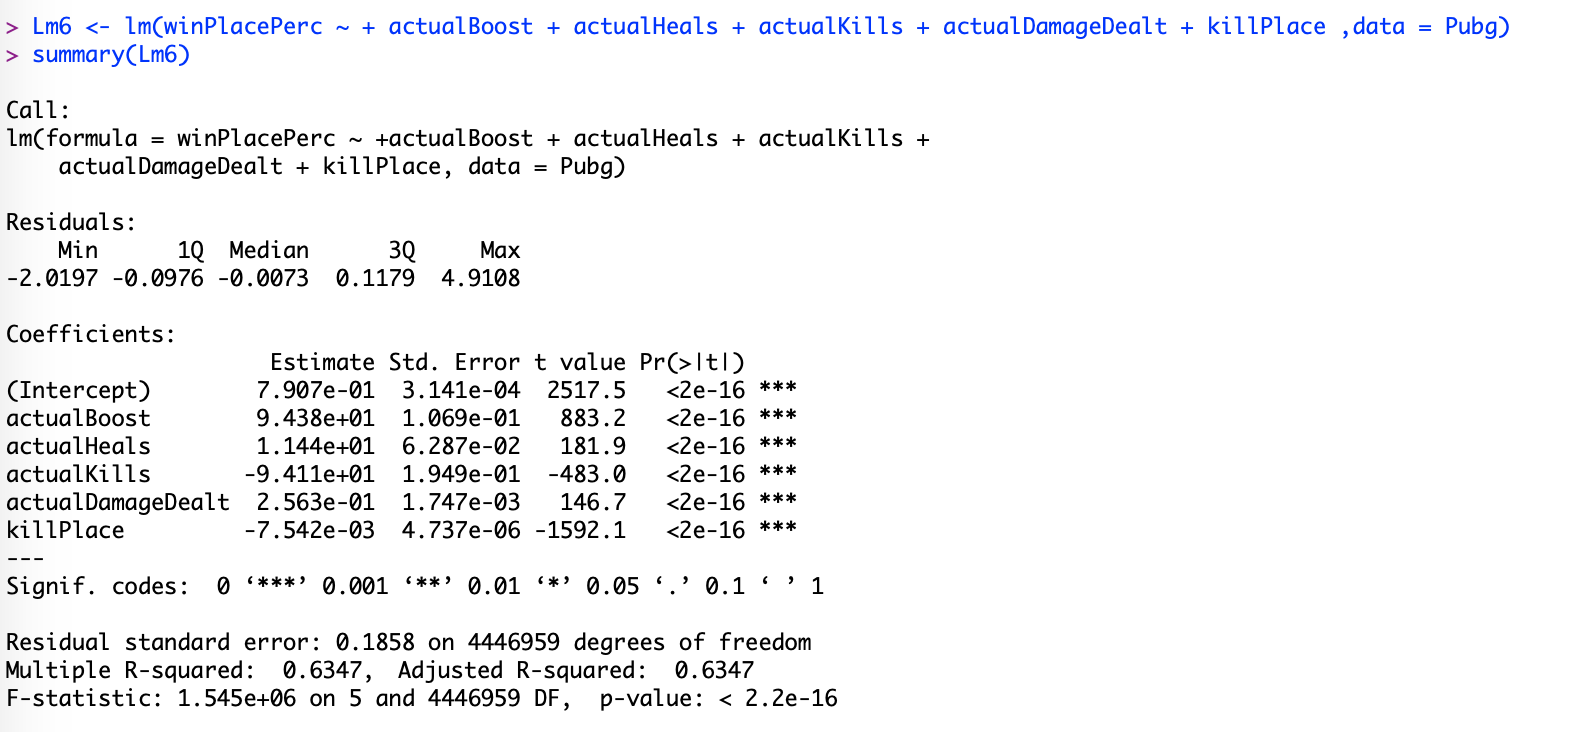 > Lm6 <- lm(winPlacePerc ~ + actualBoost + actualHeals + actualKills + actualDamageDealt + killPlace ,data = Pubg)
> summary(Lm6)
Call:
lm(formula = winPlacePerc ~ +actualBoost + actualHeals + actualKills +
    actualDamageDealt + killPlace, data = Pubg)
Residuals:
    Min      1Q  Median      3Q     Max
-2.0197 -0.0976 -0.0073  0.1179  4.9108
Coefficients:
                    Estimate Std. Error t value Pr(>|t|)
(Intercept)        7.907e-01  3.141e-04  2517.5   <2e-16 ***
actualBoost        9.438e+01  1.069e-01   883.2   <2e-16 ***
actualHeals        1.144e+01  6.287e-02   181.9   <2e-16 ***
actualKills       -9.411e+01  1.949e-01  -483.0   <2e-16 ***
actualDamageDealt  2.563e-01  1.747e-03   146.7   <2e-16 ***
killPlace         -7.542e-03  4.737e-06 -1592.1   <2e-16 ***
---
Signif. codes:  0 ‘***’ 0.001 ‘**’ 0.01 ‘*’ 0.05 ‘.’ 0.1 ‘ ’ 1
Residual standard error: 0.1858 on 4446959 degrees of freedom
Multiple R-squared:  0.6347,  Adjusted R-squared:  0.6347
F-statistic: 1.545e+06 on 5 and 4446959 DF,  p-value: < 2.2e-16